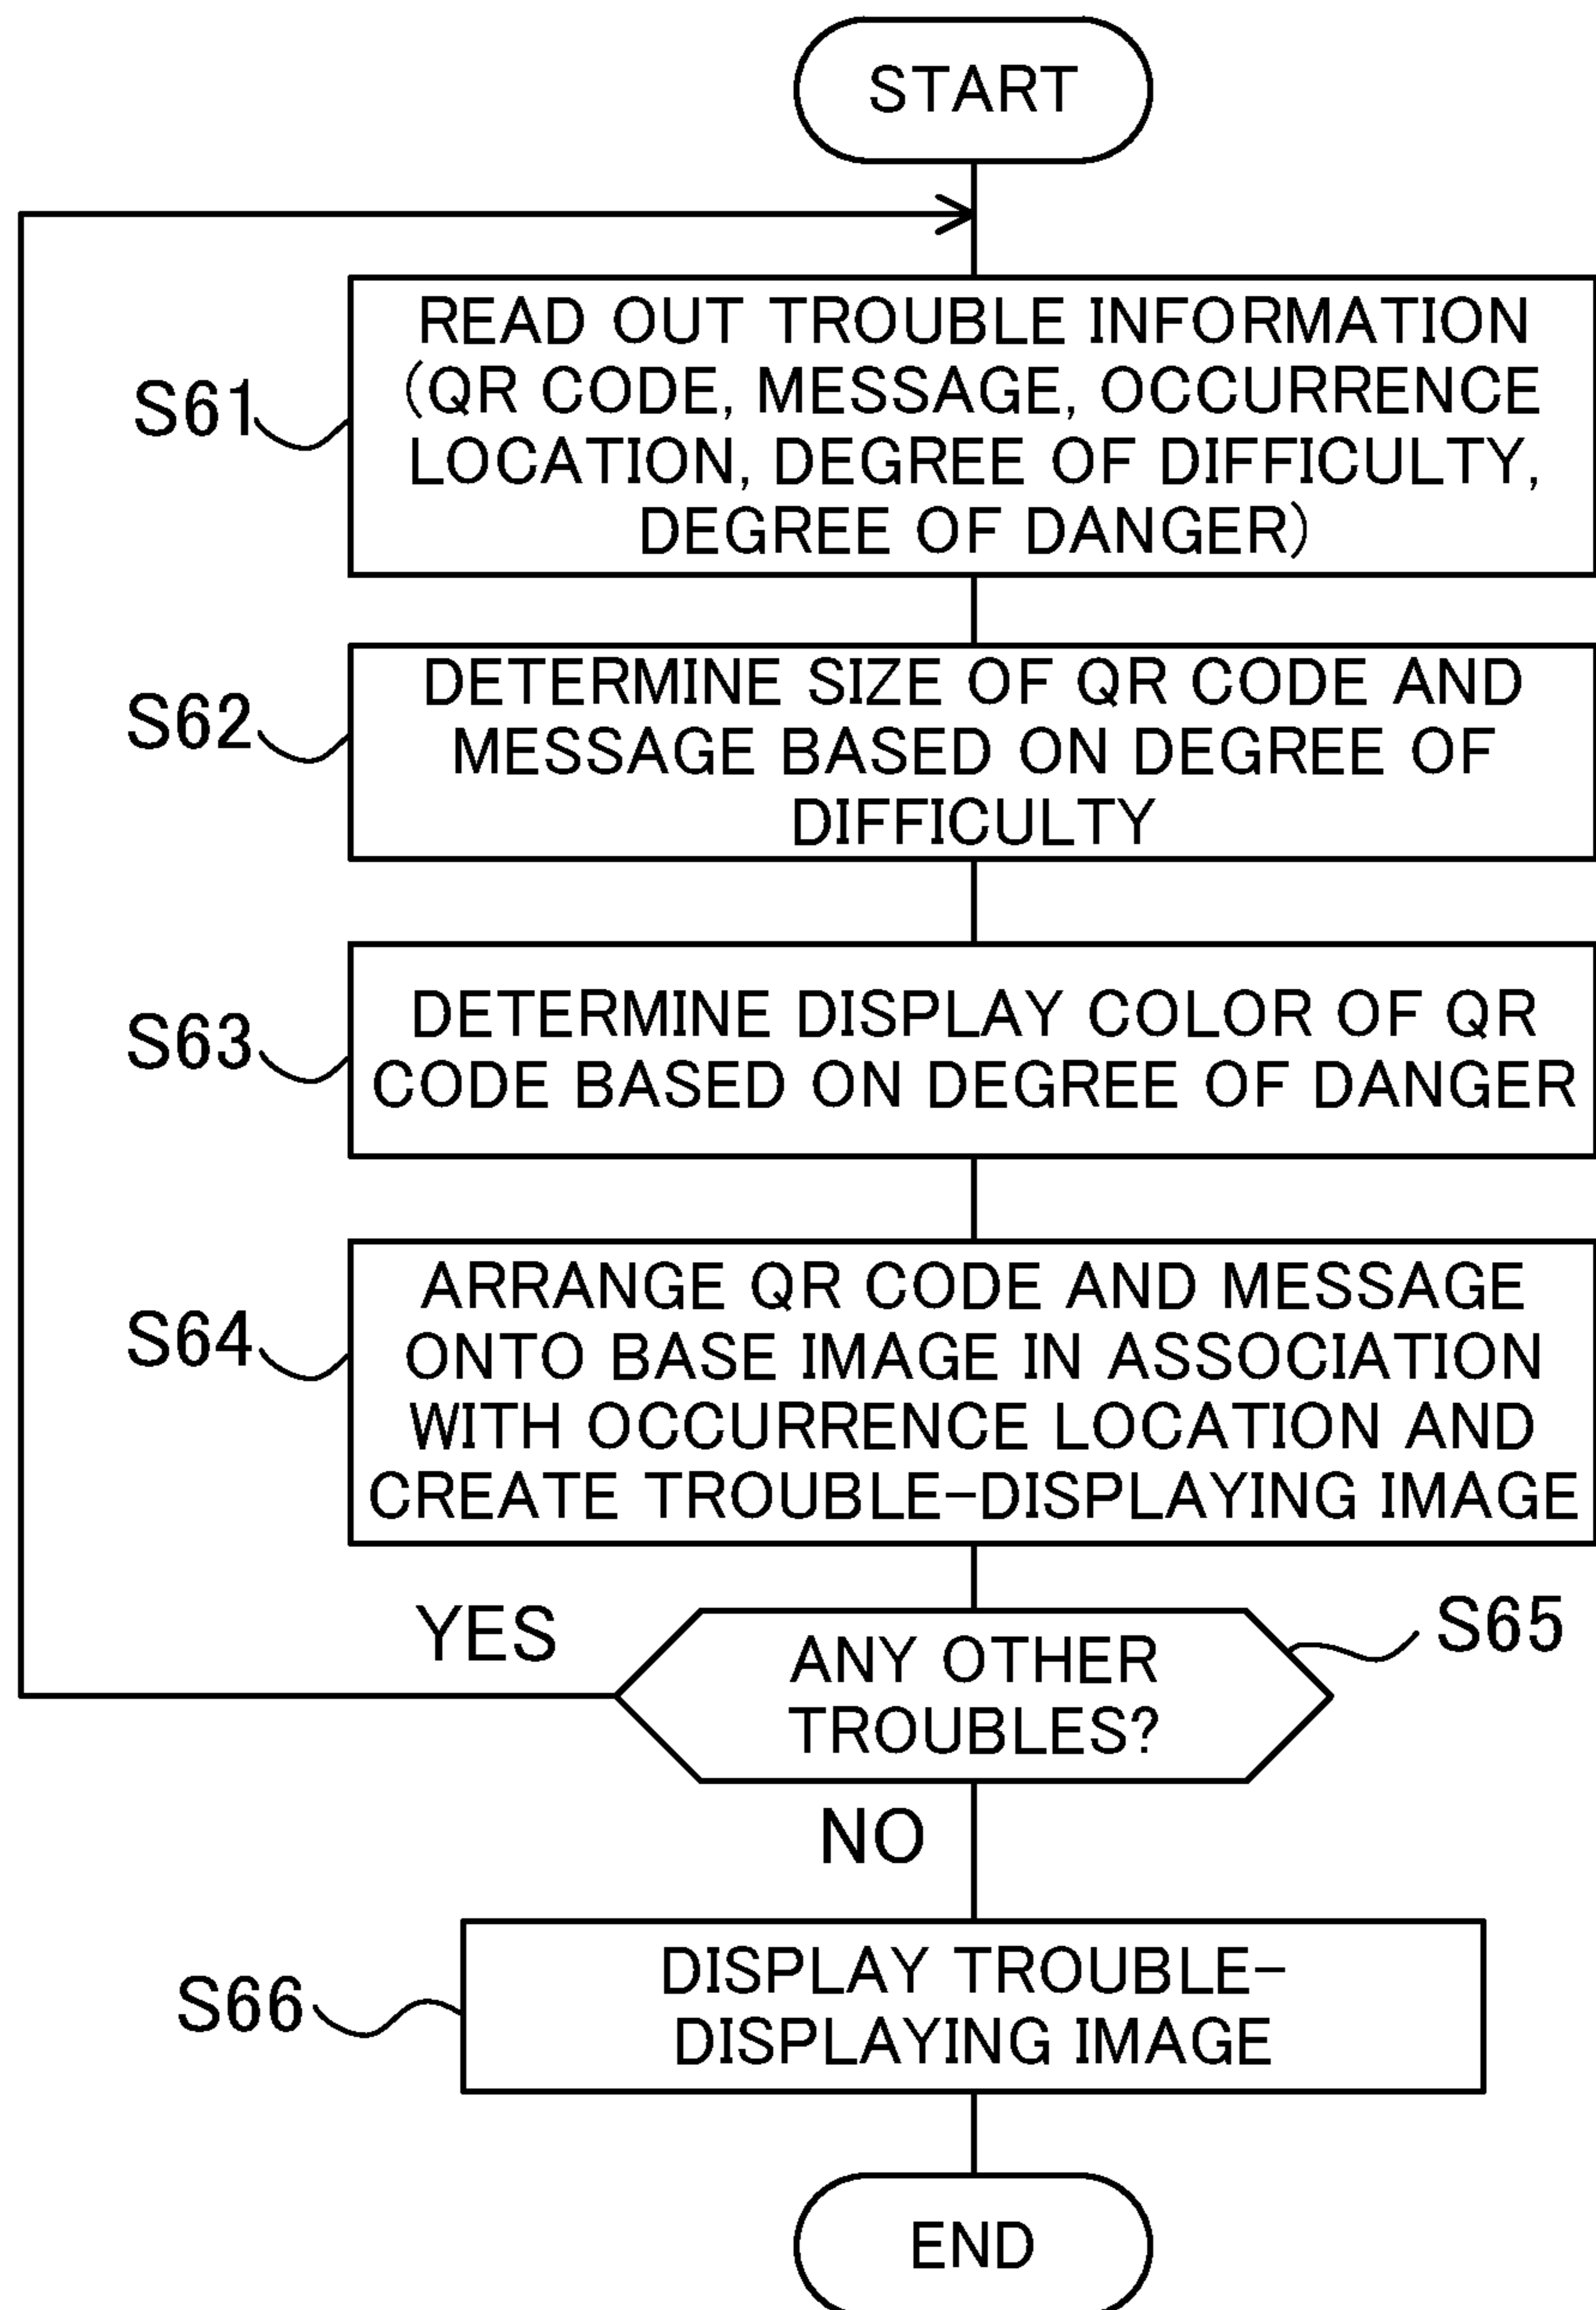 START
READ OUT TROUBLE INFORMATION
(QR CODE, MESSAGE, OCCURRENCE
LOCATION, DEGREE OF DIFFICULTY,
DEGREE OF DANGER)
S61
DETERMINE SIZE OF QR CODE AND
MESSAGE BASED ON DEGREE OF
DIFFICULTY
S62
DETERMINE DISPLAY COLOR OF QR
CODE BASED ON DEGREE OF DANGER
S63
ARRANGE QR CODE AND MESSAGE
ONTO BASE IMAGE IN ASSOCIATION
WITH OCCURRENCE LOCATION AND
CREATE TROUBLE-DISPLAYING IMAGE
S64
YES
ANY OTHER
TROUBLES?
S65
NO
DISPLAY TROUBLE-
DISPLAYING IMAGE
S66
END